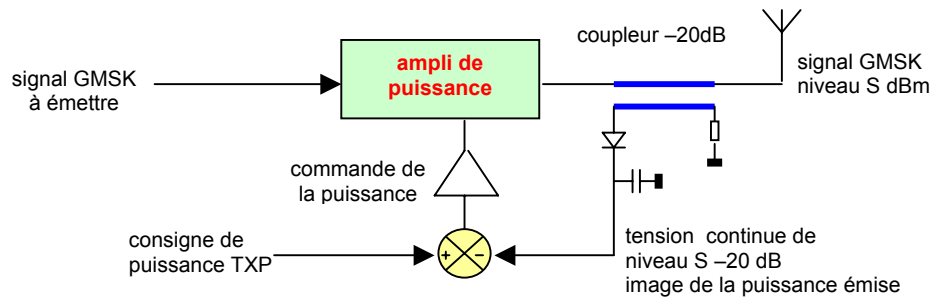 coupleur –20dB
signal GMSK
à émettre
ampli de
puissance
signal GMSK
niveau S dBm
commande de
la puissance
consigne de
puissance TXP
+
–
tension continue de
niveau S –20 dB
image de la puissance émise